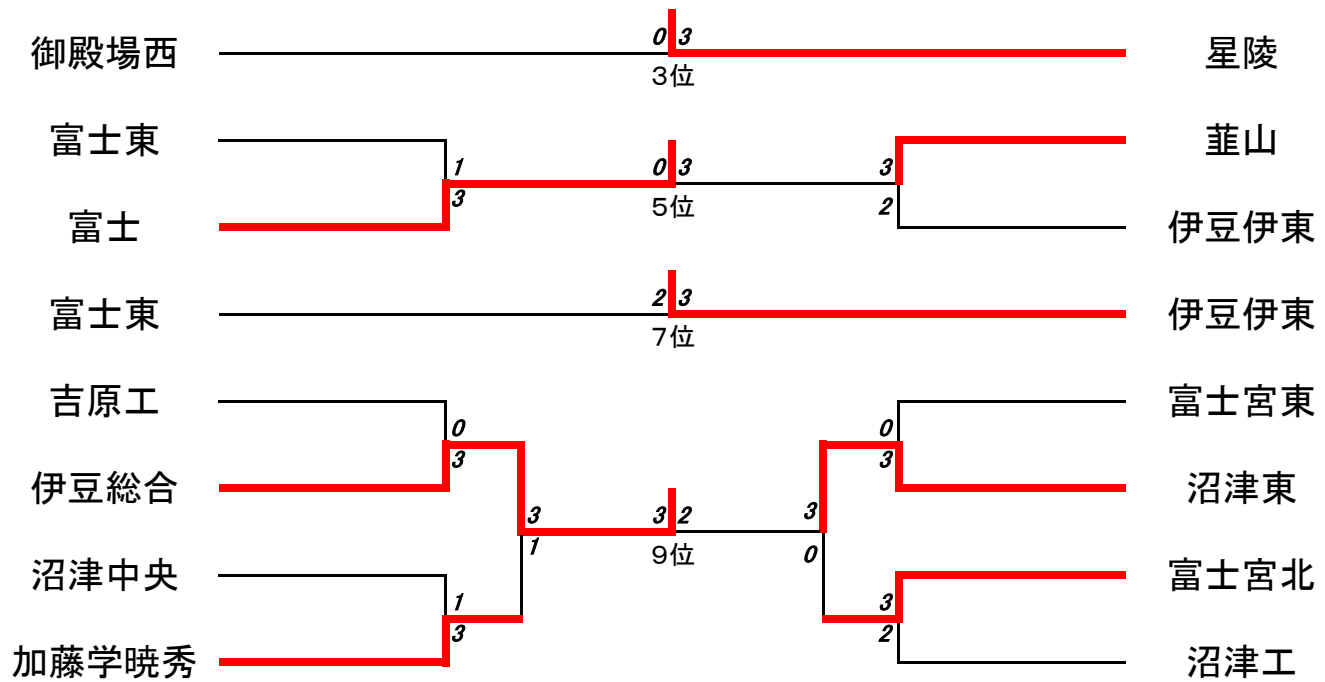 御殿場西
0 3
星陵
3位
富士東
1
0 3
3
韮山
富士
3
5位
2
伊豆伊東
富士東
2 3
伊豆伊東
7位
吉原工
0
0
富士宮東
伊豆総合
3
3
沼津東
3
3 2
3
1
9位
0
沼津中央
1
3
富士宮北
加藤学暁秀
3
2
沼津工